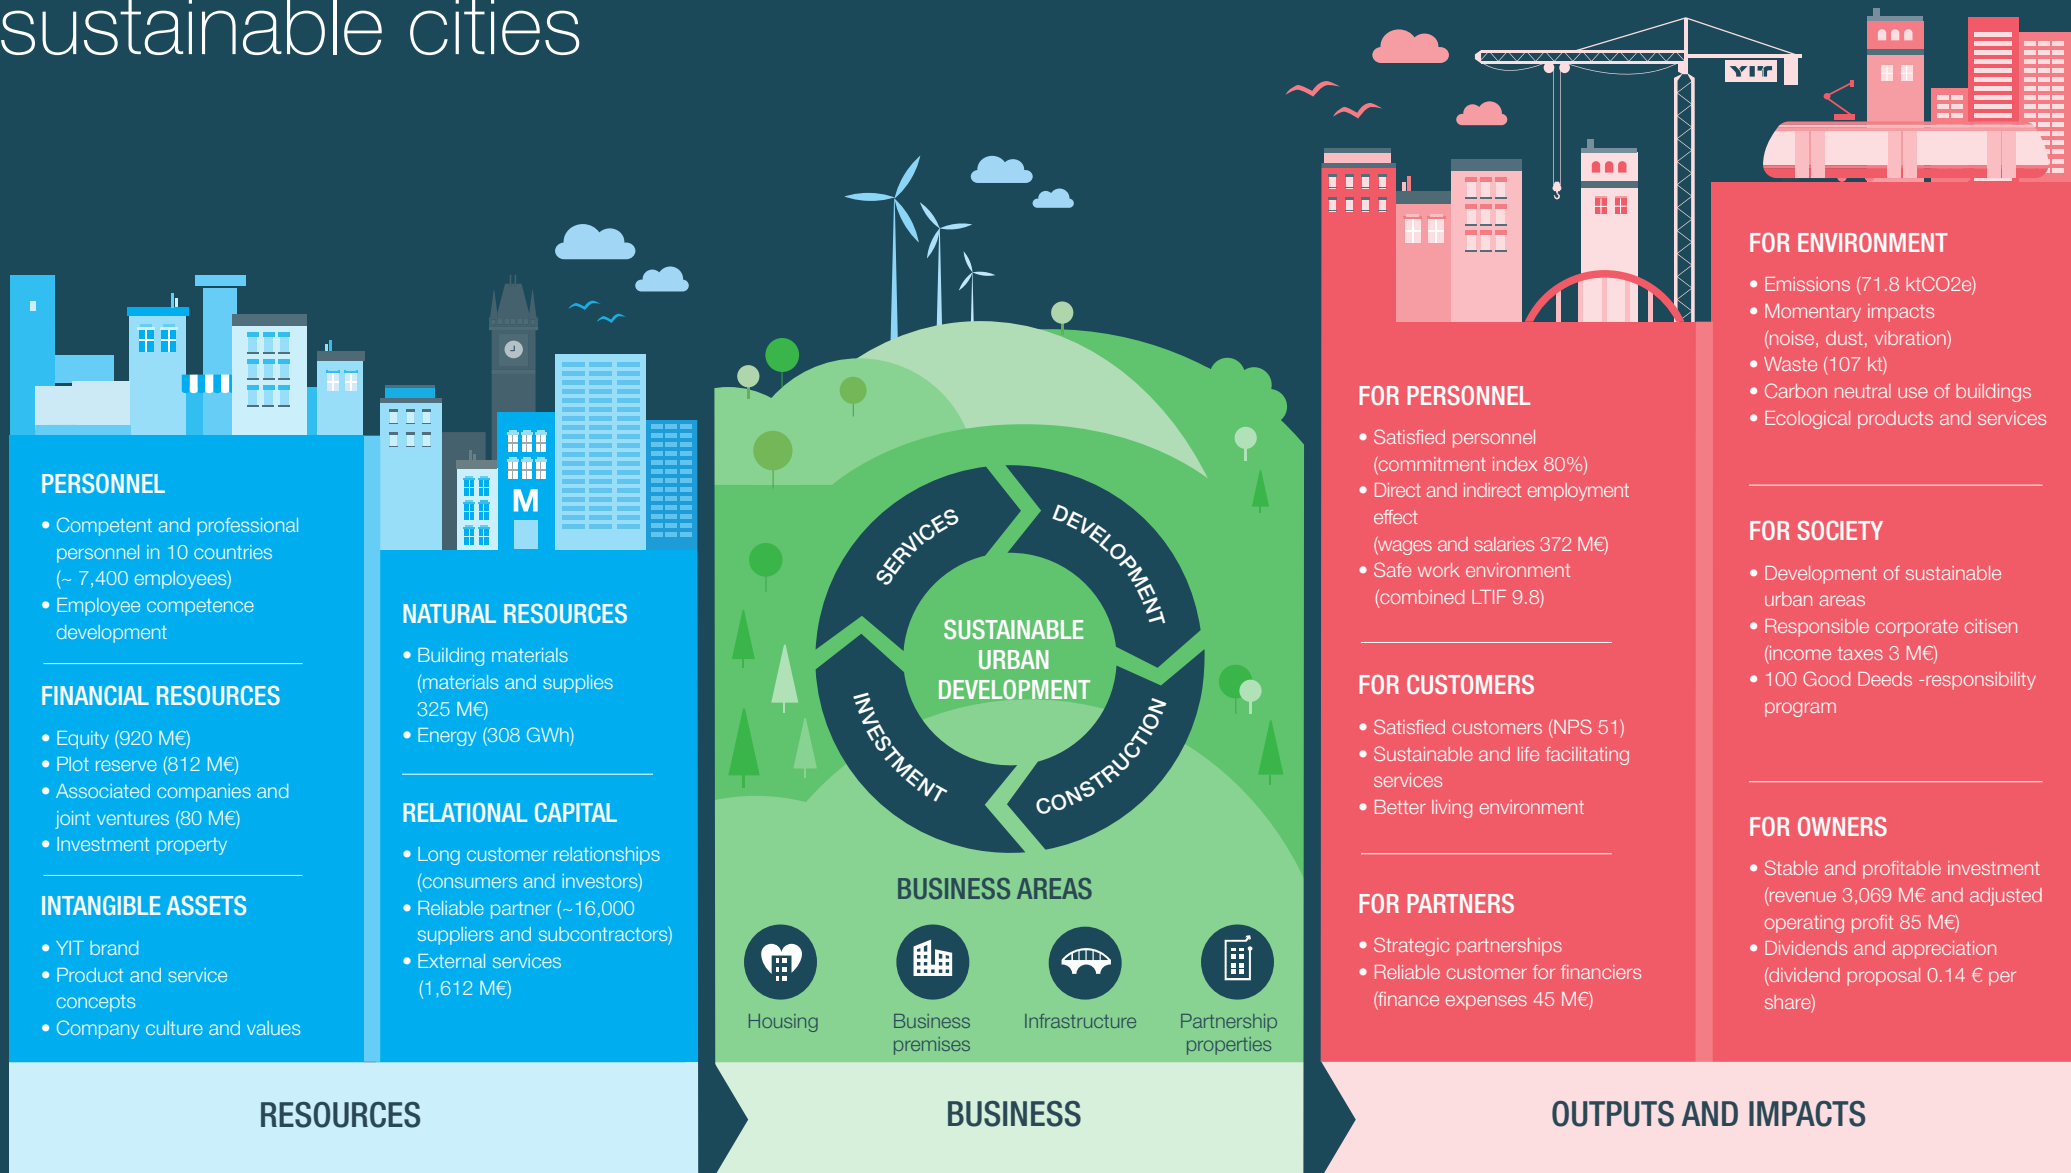 sustainable cities
YIT
PERSONNEL
• Competent and professional
personnel in 10 countries
(~ 7,400 employees)
• Employee competence
development
FINANCIAL RESOURCES
• Equity (920 M€)
• Plot reserve (812 M€)
• Associated companies and
joint ventures (80 M€)
• Investment property
INTANGIBLE ASSETS
• YIT brand
• Product and service
concepts
• Company culture and values
M
NATURAL RESOURCES
• Building materials
(materials and supplies
325 M€)
• Energy (308 GWh)
RELATIONAL CAPITAL
• Long customer relationships
(consumers and investors)
• Reliable partner (~16,000
suppliers and subcontractors)
• External services
(1,612 M€)
RESOURCES
SERVICES
DEVELOPMENT
CONSTRUCTION
INVESTMENT
SUSTAINABLE
URBAN
DEVELOPMENT
BUSINESS AREAS
Housing
Business
premises
Infrastructure
Partnership
properties
BUSINESS
FOR PERSONNEL
• Satisfied personnel
(commitment index 80%)
• Direct and indirect employment
effect
(wages and salaries 372 M€)
• Safe work environment
(combined LTIF 9.8)
FOR CUSTOMERS
• Satisfied customers (NPS 51)
• Sustainable and life facilitating
services
• Better living environment
FOR PARTNERS
• Strategic partnerships
• Reliable customer for financiers
(finance expenses 45 M€)
FOR ENVIRONMENT
• Emissions (71.8 ktCO2e)
• Momentary impacts
(noise, dust, vibration)
• Waste (107 kt)
• Carbon neutral use of buildings
• Ecological products and services
FOR SOCIETY
• Development of sustainable
urban areas
• Responsible corporate citisen
(income taxes 3 M€)
• 100 Good Deeds -responsibility
program
FOR OWNERS
• Stable and profitable investment
(revenue 3,069 M€ and adjusted
operating profit 85 M€)
• Dividends and appreciation
(dividend proposal 0.14 € per
share)
OUTPUTS AND IMPACTS